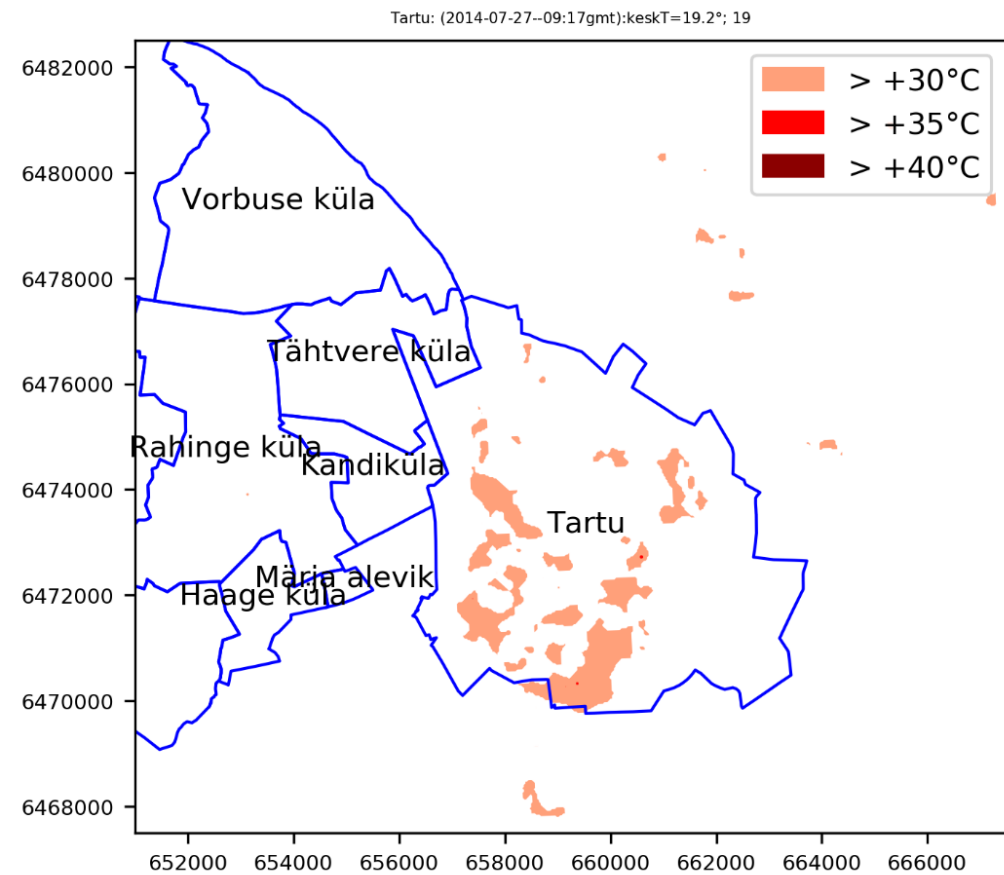 Tartu: (2014-07-27--09:17gmt):keskT=19.2°; 19
> +30°C
> +35°C
> +40°C
6482000
6480000
6478000
6476000
6474000
6472000
6470000
6468000
Vorbuse küla
Tähtvere küla
Rahinge küla
Kandiküla
Tartu
Märja alevik
Haage küla
652000 654000 656000 658000 660000 662000 664000 666000